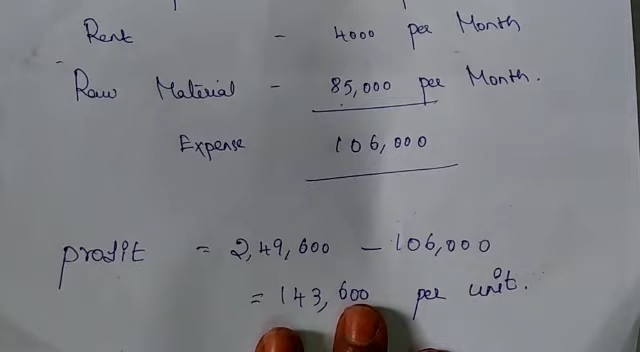 Rent - 4000 per Month
Raw Material - 85,000 per Month.
Expense 106,000
profit = 2,49,600 - 106,000
= 143,600 per unit.